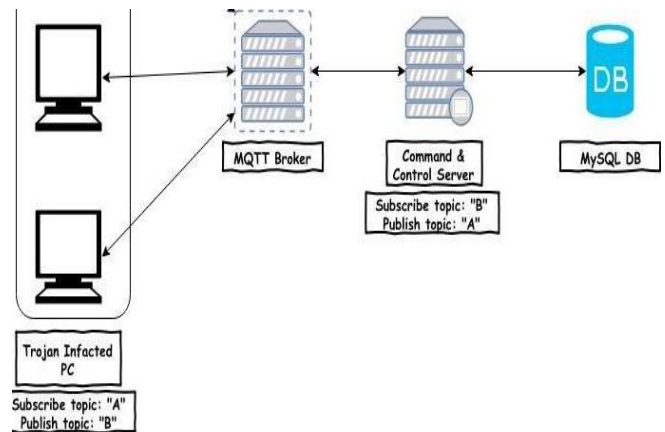 DB
MQTT Broker
Command &
Control Server
MySQL DB
Subscribe topic: "B"
Publish topic: "A"
Trojan Infacted
PC
Subscribe topic: "A"
Publish topic: "B"